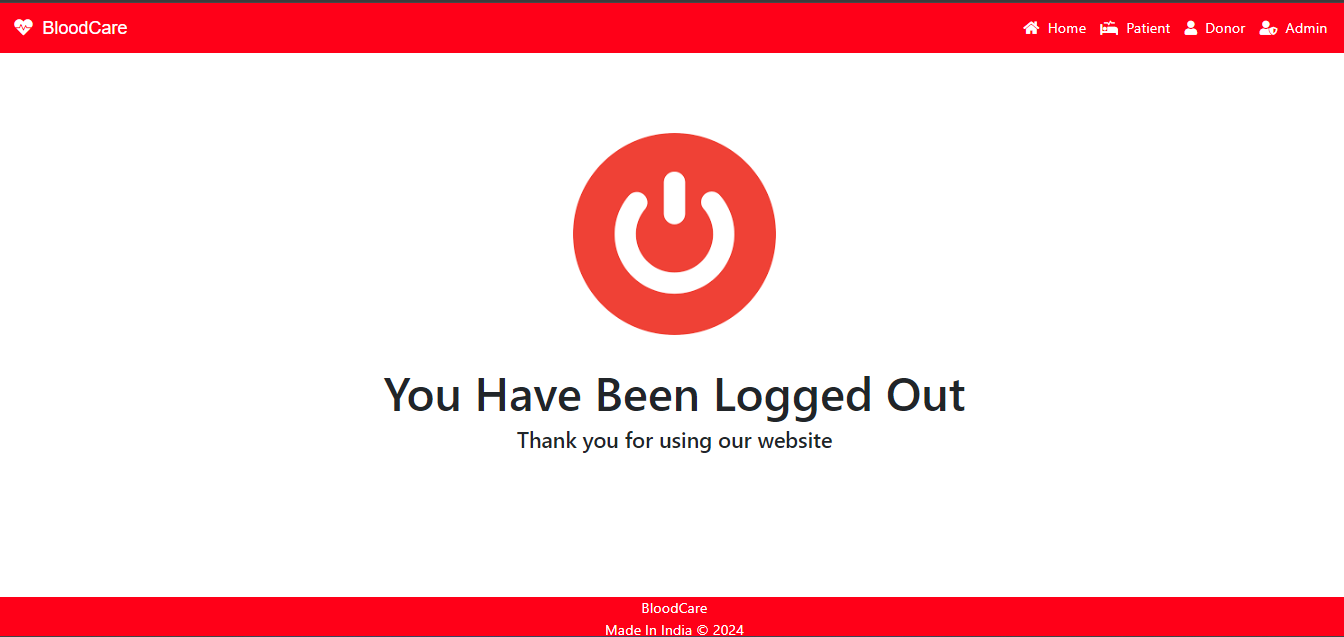 BloodCare
Home Patient Donor Admin
You Have Been Logged Out
Thank you for using our website
BloodCare
Made In India © 2024